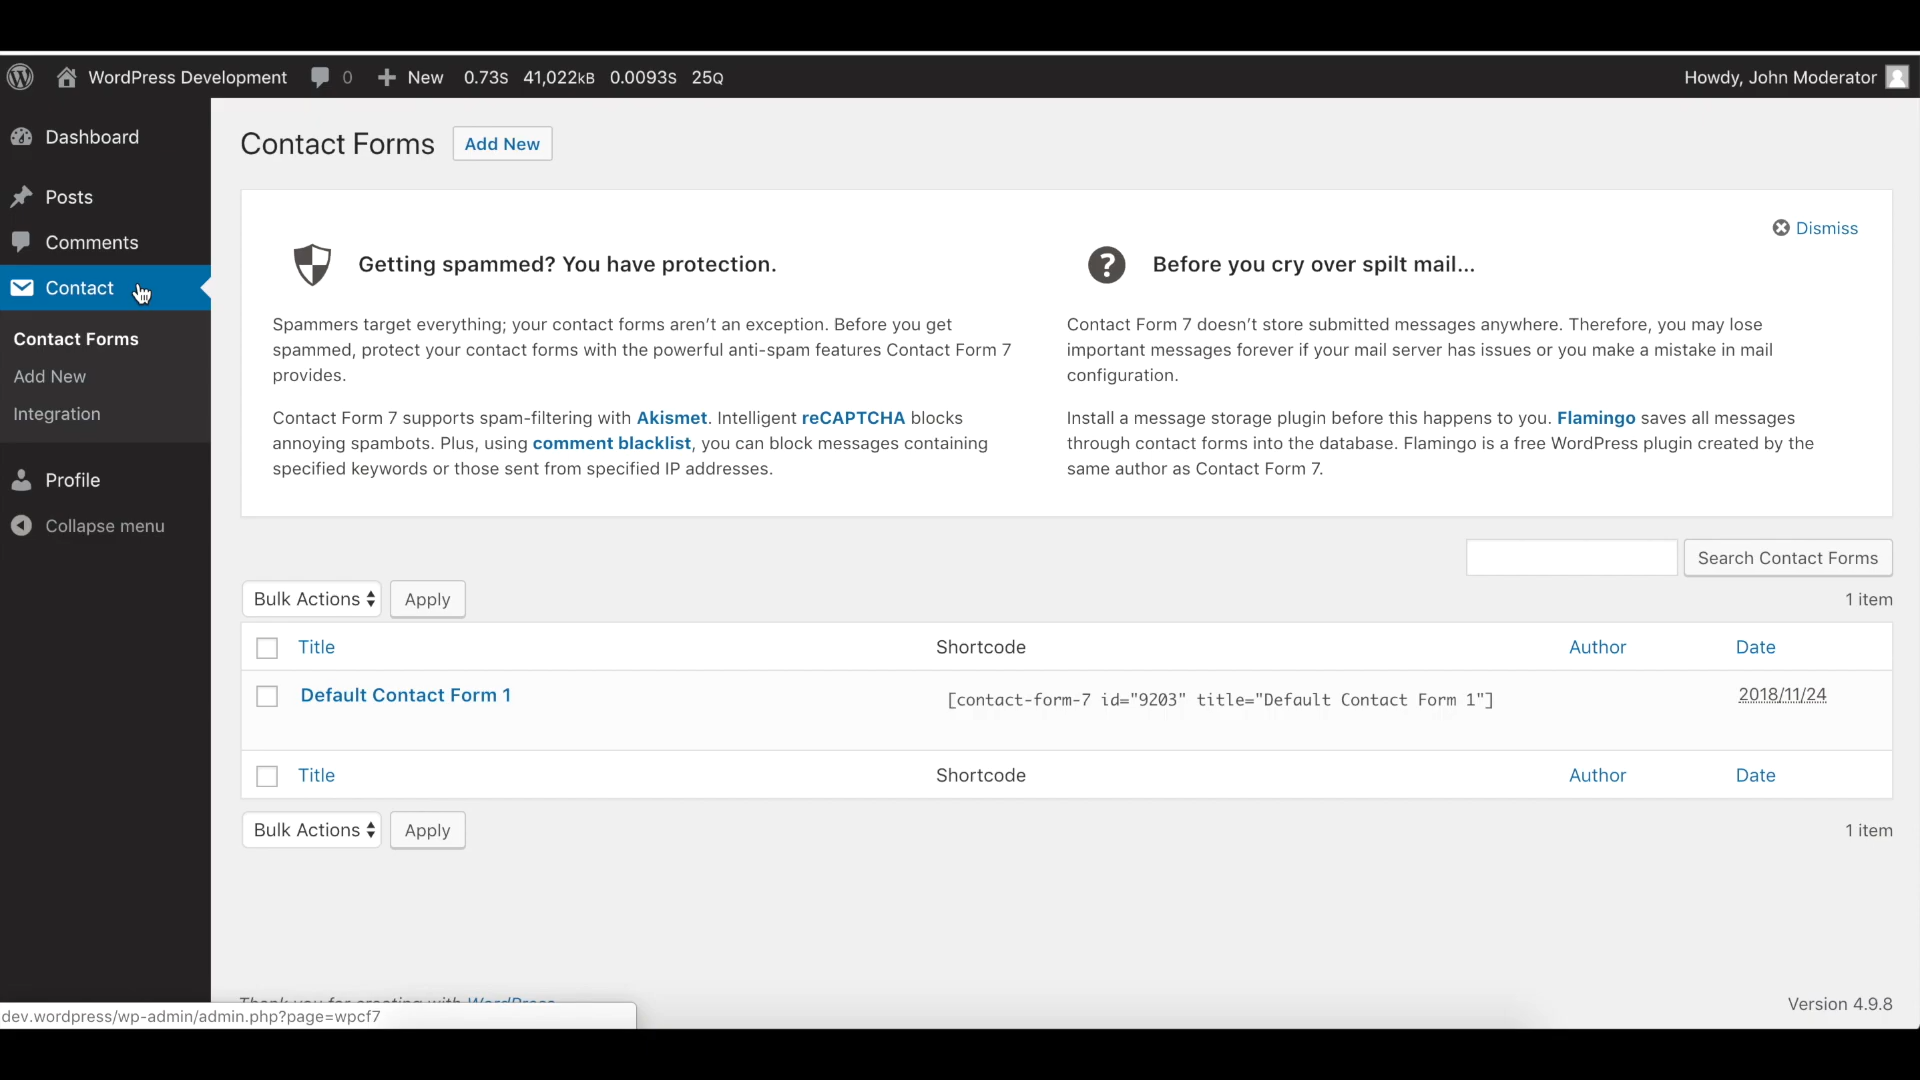 WordPress Development 0 New 0.73s 41,022kB 0.0093s 25Q
Howdy, John Moderator
Dashboard
Posts
Comments
Contact
Contact Forms
Add New
Integration
Profile
Collapse menu
Contact Forms Add New
Dismiss
Getting spammed? You have protection.
Spammers target everything; your contact forms aren’t an exception. Before you get
spammed, protect your contact forms with the powerful anti-spam features Contact Form 7
provides.
Contact Form 7 supports spam-filtering with Akismet. Intelligent reCAPTCHA blocks
annoying spambots. Plus, using comment blacklist, you can block messages containing
specified keywords or those sent from specified IP addresses.
? Before you cry over spilt mail…
Contact Form 7 doesn’t store submitted messages anywhere. Therefore, you may lose
important messages forever if your mail server has issues or you make a mistake in mail
configuration.
Install a message storage plugin before this happens to you. Flamingo saves all messages
through contact forms into the database. Flamingo is a free WordPress plugin created by the
same author as Contact Form 7.
Search Contact Forms
Bulk Actions Apply 1 item
Title Shortcode Author Date
Default Contact Form 1 [contact-form-7 id="9203" title="Default Contact Form 1"] 2018/11/24
Title Shortcode Author Date
Bulk Actions Apply 1 item
Thank you for creating with WordPress
Version 4.9.8
dev.wordpress/wp-admin/admin.php?page=wpcf7